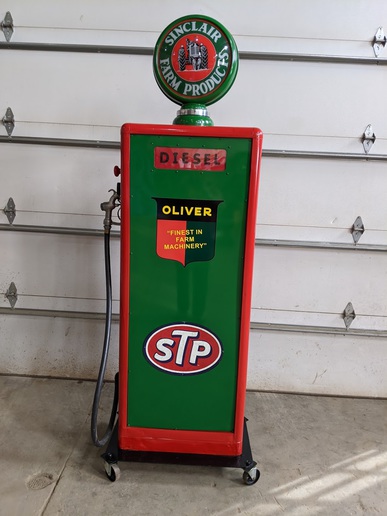 SINCLAIR
FARM PRODUCTS
DIESEL
OLIVER
"FINEST IN
FARM
MACHINERY"
STP